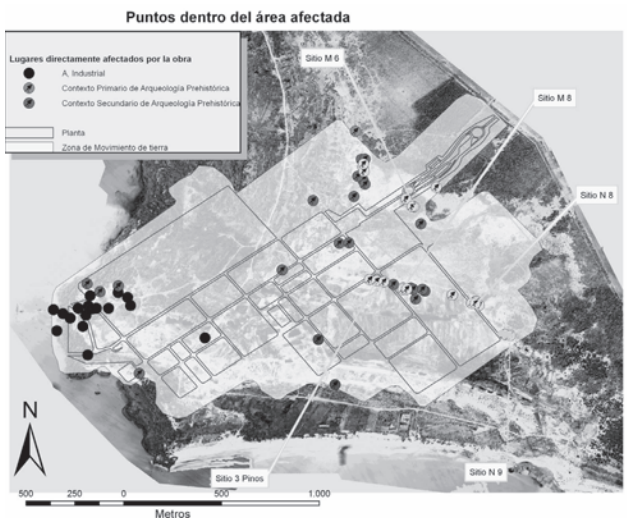 Puntos dentro del área afectada
Lugares directamente afectados por la obra
A. Industrial
Contexto Primario de Arqueología Prehistórica
Contexto Secundario de Arqueología Prehistórica
Planta
Zona de Movimiento de tierra
Sitio M 6
Sitio M 8
Sitio N 8
Sitio 3 Pinos
Sitio N 9
N
500 250 0 500 1.000
Metros